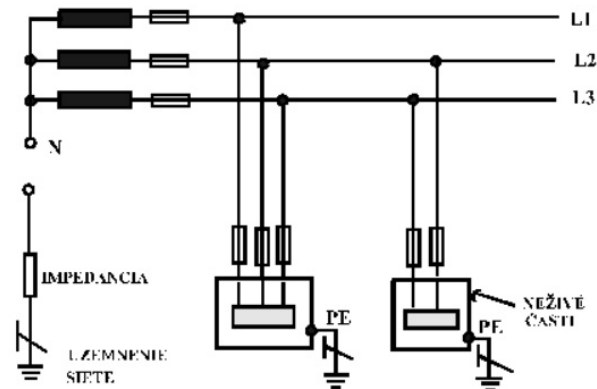 L1
L2
L3
N
IMPEDANCIA
UZEMNENIE
SIETE
PE
PE
NEŽIVÉ
ČASTI